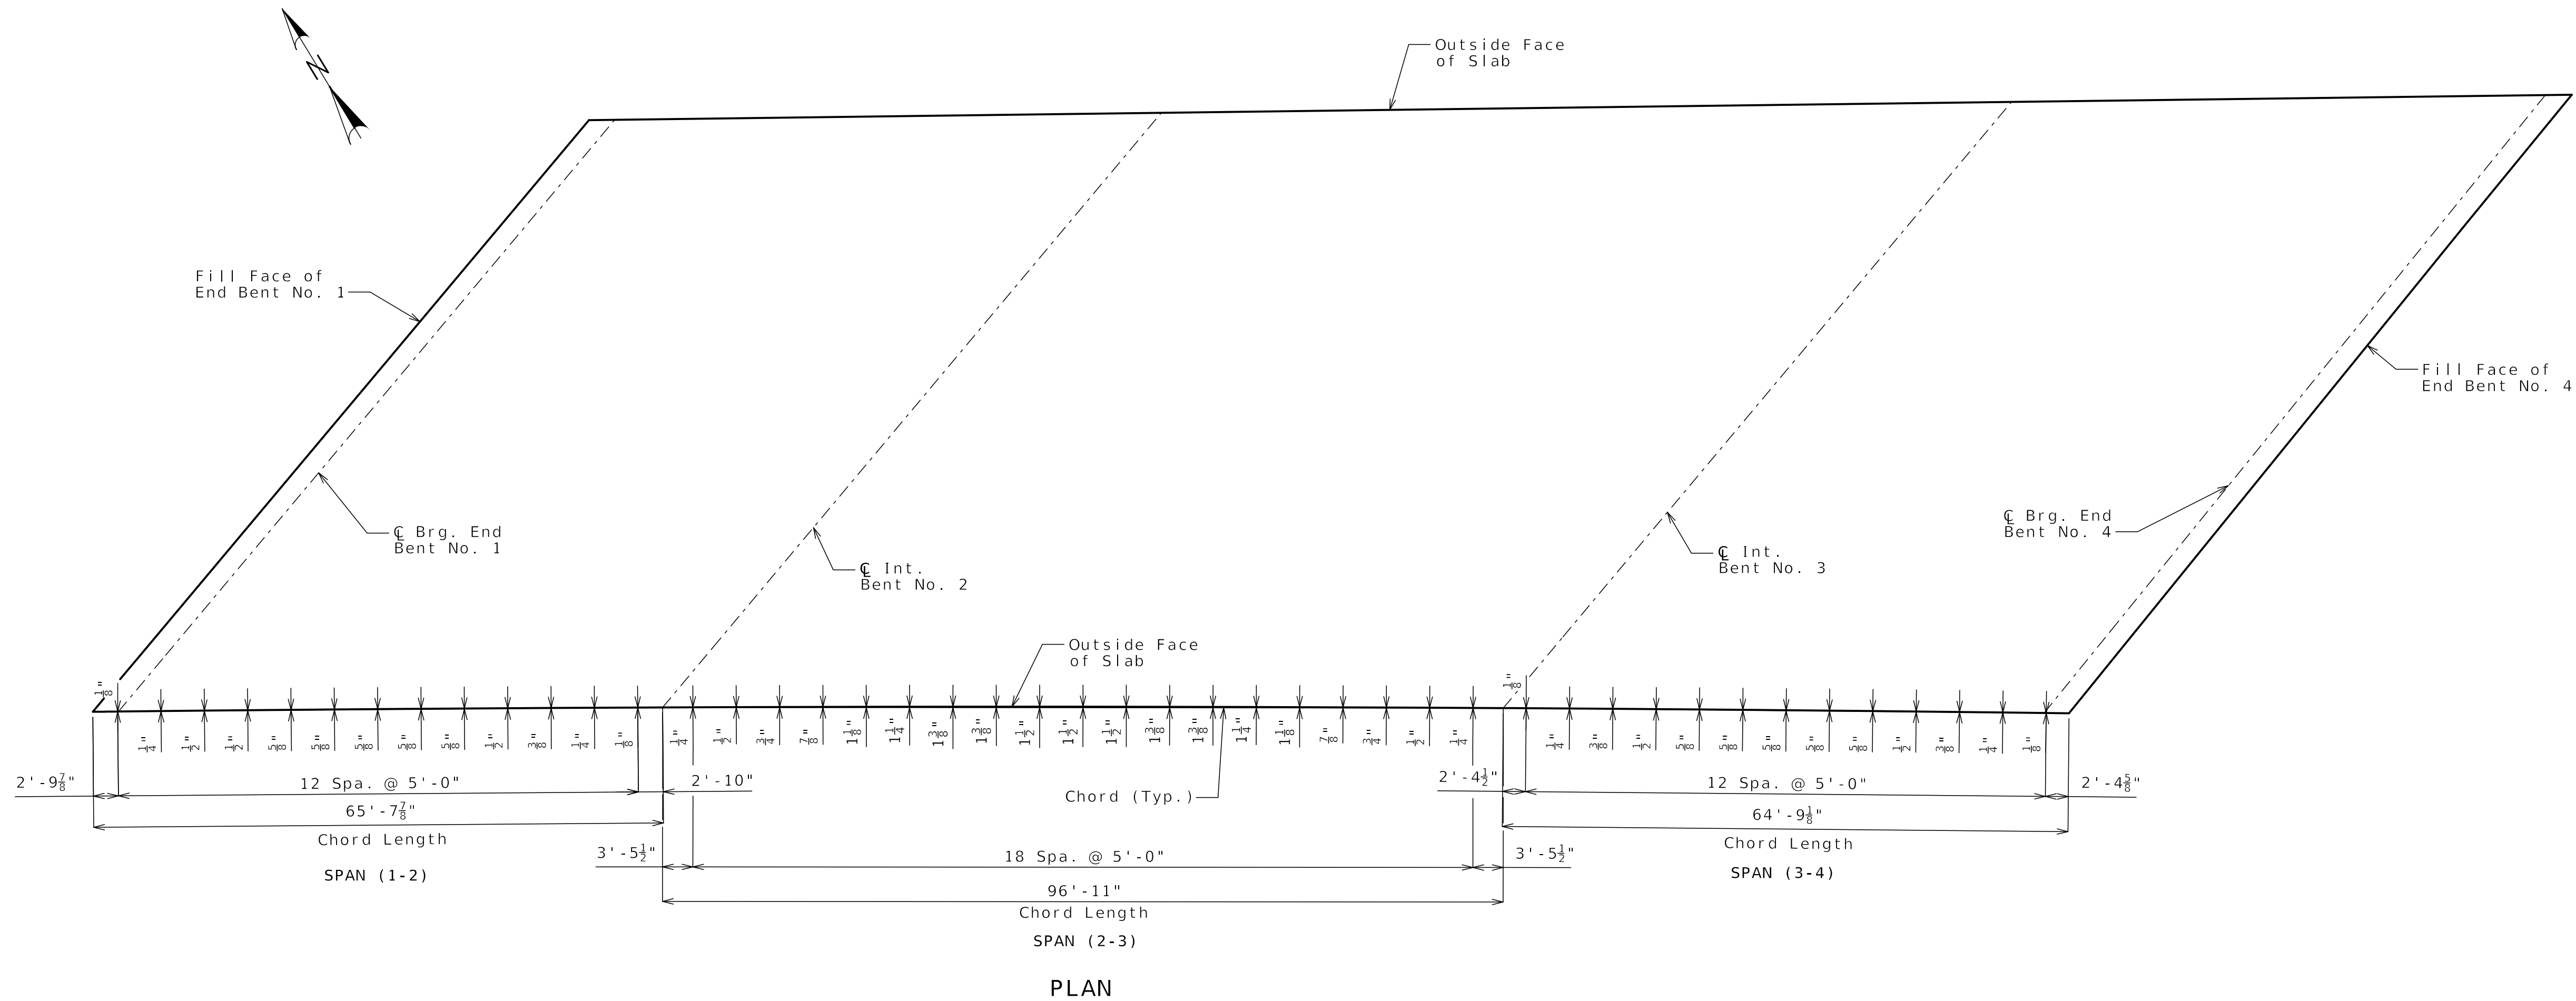 N
Outside Face
of Slab
Fill Face of
End Bent No. 1
Fill Face of
End Bent No. 4
℄ Brg. End
Bent No. 1
℄ Int.
Bent No. 2
℄ Int.
Bent No. 3
℄ Brg. End
Bent No. 4
Outside Face
of Slab
1/8" 1/4" 1/2" 1/2" 5/8" 5/8" 5/8" 5/8" 5/8" 1/2" 3/8" 1/4" 1/8"
1/4" 1/2" 3/4" 7/8" 1 1/8" 1 1/4" 1 3/8" 1 3/8" 1 1/2" 1 1/2" 1 1/2" 1 3/8" 1 3/8" 1 1/4" 1 1/8" 7/8" 3/4" 1/2" 1/4"
1/8" 1/4" 3/8" 1/2" 5/8" 5/8" 5/8" 5/8" 5/8" 1/2" 3/8" 1/4" 1/8"
2'-9 7/8"
12 Spa. @ 5'-0"
2'-10"
65'-7 7/8"
Chord Length
SPAN (1-2)
Chord (Typ.)
3'-5 1/2"
18 Spa. @ 5'-0"
3'-5 1/2"
96'-11"
Chord Length
SPAN (2-3)
2'-4 1/2"
12 Spa. @ 5'-0"
2'-4 5/8"
64'-9 1/8"
Chord Length
SPAN (3-4)
PLAN